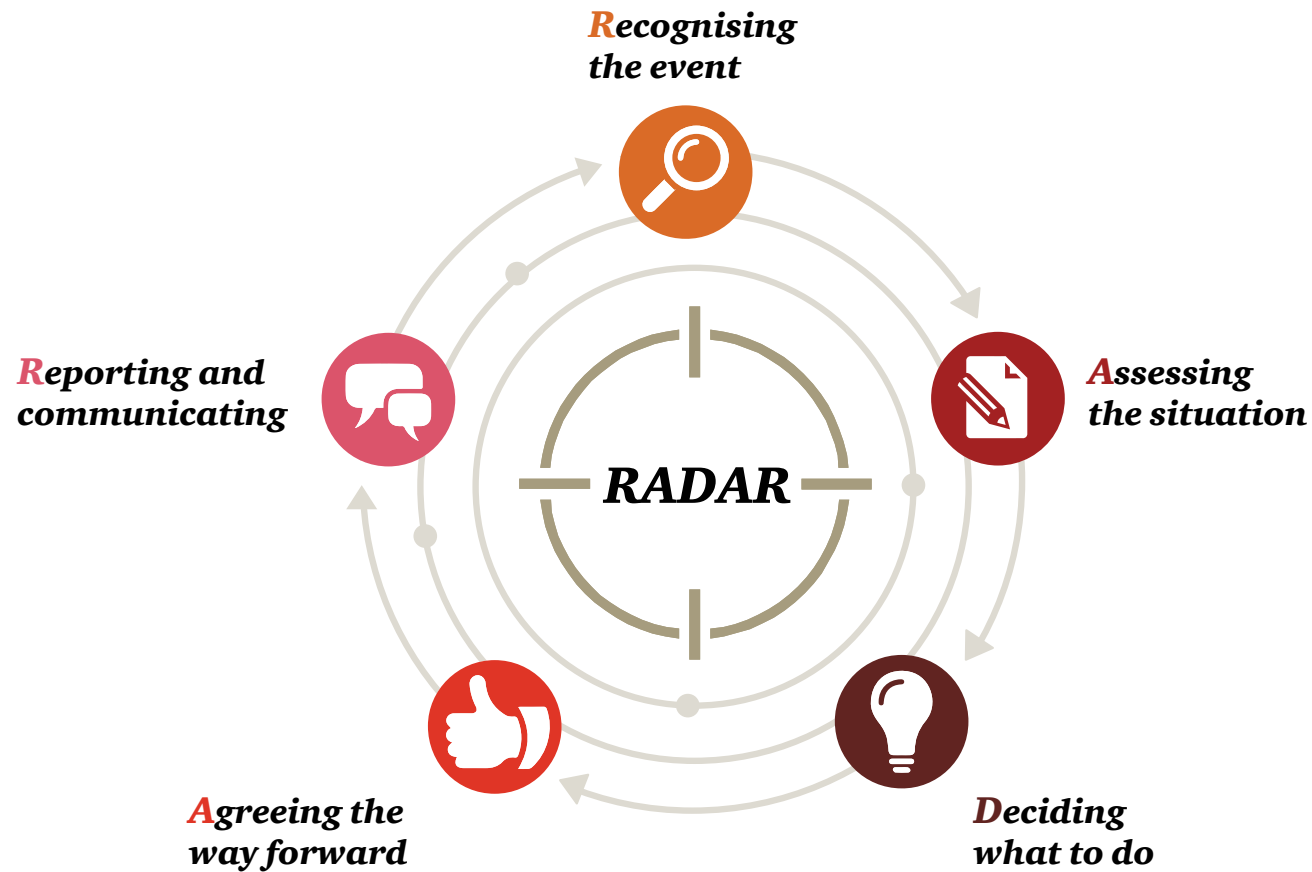 Recognising
the event
Assessing
the situation
Deciding
what to do
Agreeing the
way forward
Reporting and
communicating
RADAR